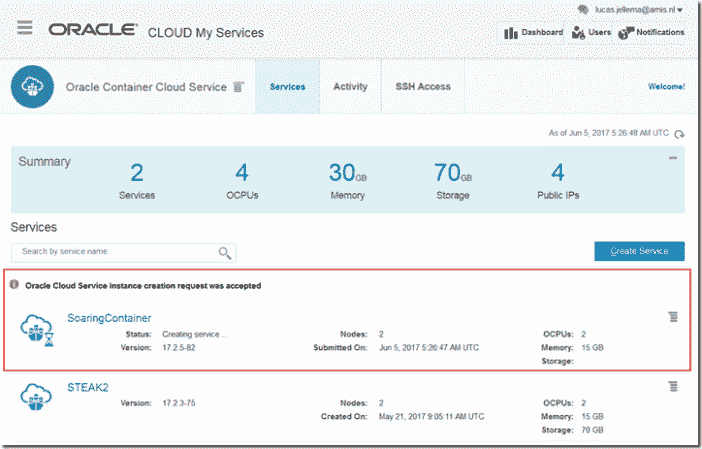 lucas.jellema@amis.nl
ORACLE® CLOUD My Services
Dashboard Users Notifications
Oracle Container Cloud Service Services Activity SSH Access Welcome!
As of Jun 5, 2017 5:26:48 AM UTC
Summary
2 4 30GB 70GB 4
Services OCPUs Memory Storage Public IPs
Services
Search by service name
Create Service
Oracle Cloud Service instance creation request was accepted
SoaringContainer
Status: Creating service ... Nodes: 2 OCPUs: 2
Version: 17.2.5-82 Submitted On: Jun 5, 2017 5:26:47 AM UTC Memory: 15 GB
Storage:
STEAK2
Version: 17.2.3-75 Nodes: 2 OCPUs: 2
Created On: May 21, 2017 9:05:11 AM UTC Memory: 15 GB
Storage: 70 GB